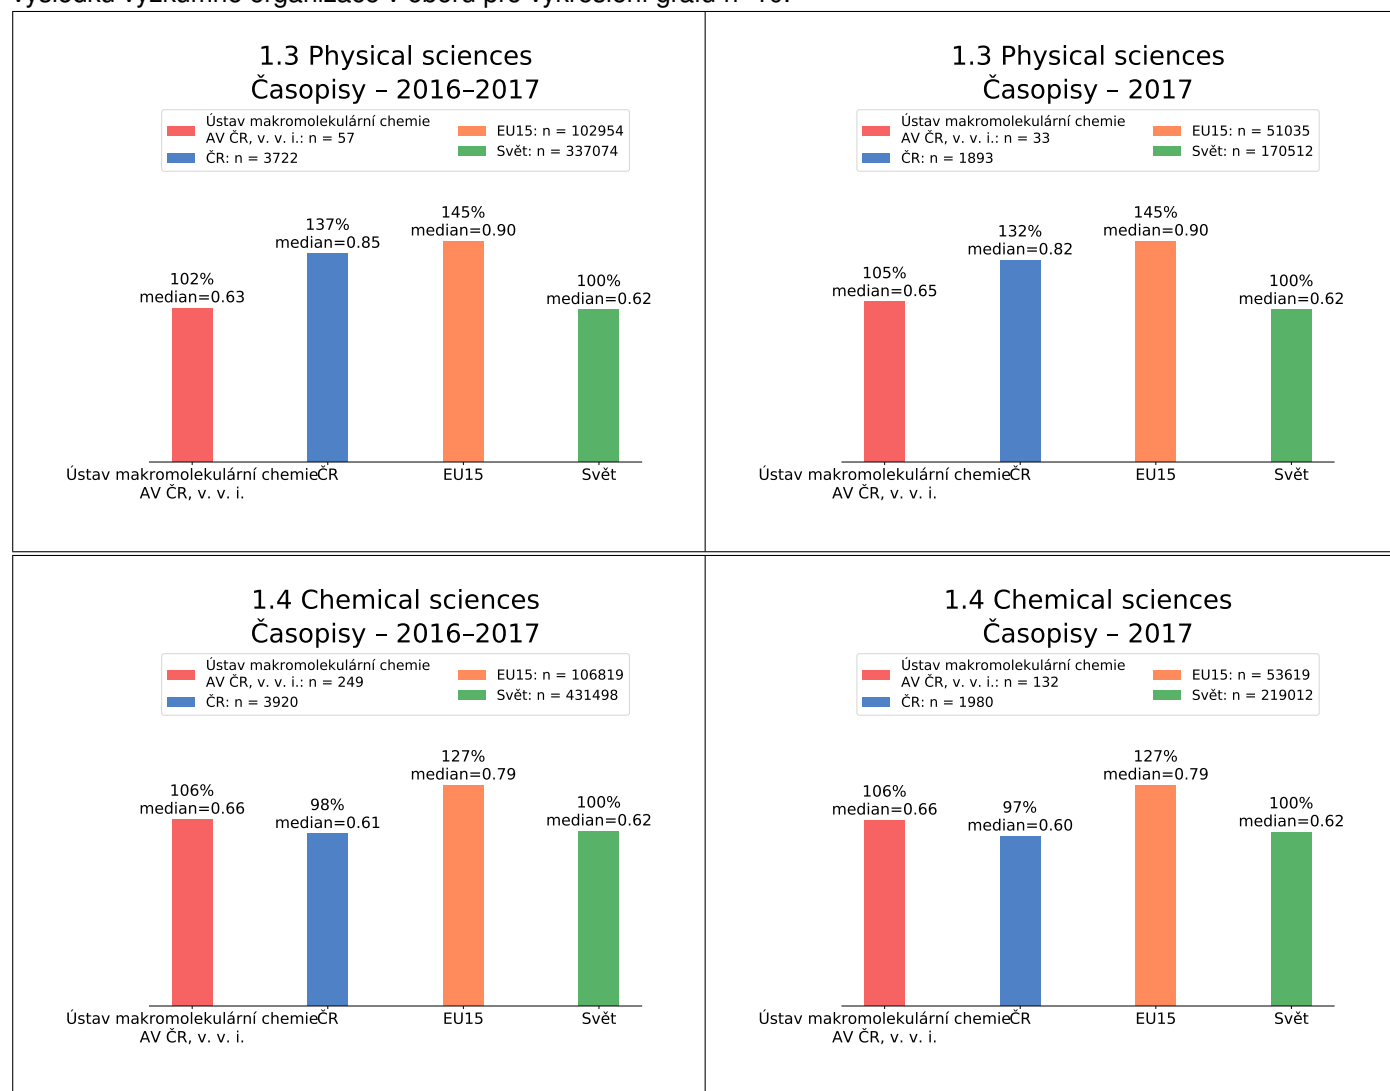 1.3 Physical sciences
Časopisy – 2016–2017
Ústav makromolekulární chemie
AV ČR, v. v. i.: n = 57
ČR: n = 3722
EU15: n = 102954
Svět: n = 337074
137%
median=0.85
145%
median=0.90
102%
median=0.63
100%
median=0.62
Ústav makromolekulární chemie
AV ČR, v. v. i.
ČR
EU15
Svět
1.3 Physical sciences
Časopisy – 2017
Ústav makromolekulární chemie
AV ČR, v. v. i.: n = 33
ČR: n = 1893
EU15: n = 51035
Svět: n = 170512
105%
median=0.65
132%
median=0.82
145%
median=0.90
100%
median=0.62
Ústav makromolekulární chemie
AV ČR, v. v. i.
ČR
EU15
Svět
1.4 Chemical sciences
Časopisy – 2016–2017
Ústav makromolekulární chemie
AV ČR, v. v. i.: n = 249
ČR: n = 3920
EU15: n = 106819
Svět: n = 431498
106%
median=0.66
98%
median=0.61
127%
median=0.79
100%
median=0.62
Ústav makromolekulární chemie
AV ČR, v. v. i.
ČR
EU15
Svět
1.4 Chemical sciences
Časopisy – 2017
Ústav makromolekulární chemie
AV ČR, v. v. i.: n = 132
ČR: n = 1980
EU15: n = 53619
Svět: n = 219012
106%
median=0.66
97%
median=0.60
127%
median=0.79
100%
median=0.62
Ústav makromolekulární chemie
AV ČR, v. v. i.
ČR
EU15
Svět